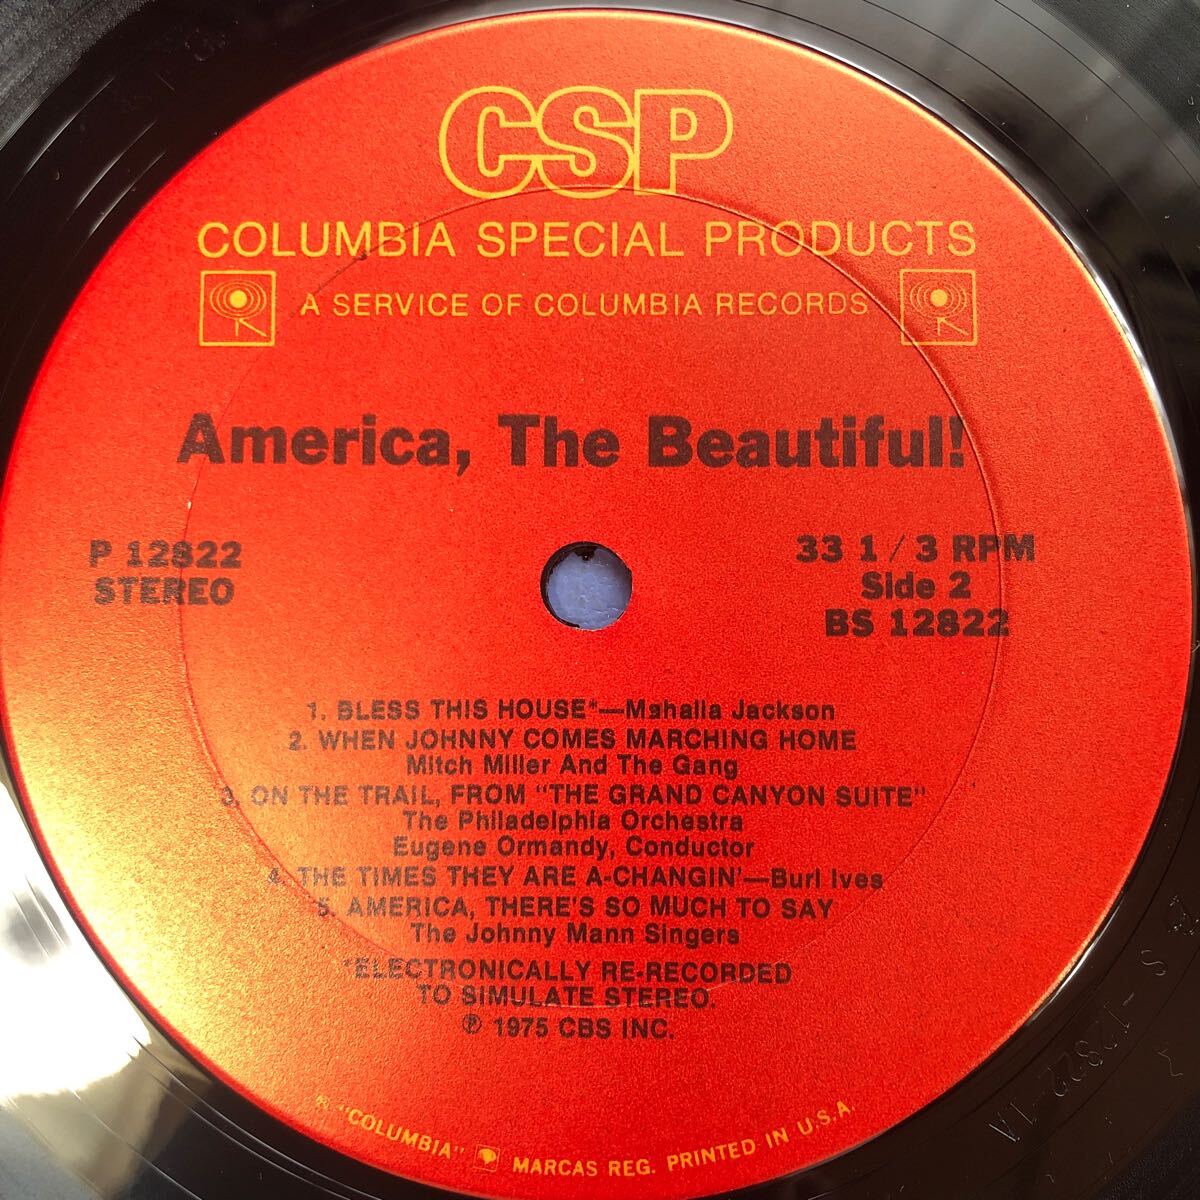 CSP
COLUMBIA SPECIAL PRODUCTS
A SERVICE OF COLUMBIA RECORDS
America, The Beautiful!
P 12822
STEREO
33 1 / 3 RPM
Side 2
BS 12822
1. BLESS THIS HOUSE*—Mahalia Jackson
2. WHEN JOHNNY COMES MARCHING HOME
Mitch Miller And The Gang
3. ON THE TRAIL, FROM "THE GRAND CANYON SUITE"
The Philadelphia Orchestra
Eugene Ormandy, Conductor
4. THE TIMES THEY ARE A-CHANGIN'—Burl Ives
5. AMERICA, THERE'S SO MUCH TO SAY
The Johnny Mann Singers
*ELECTRONICALLY RE-RECORDED
TO SIMULATE STEREO.
℗ 1975 CBS INC.
® "COLUMBIA" MARCAS REG. PRINTED IN U.S.A.